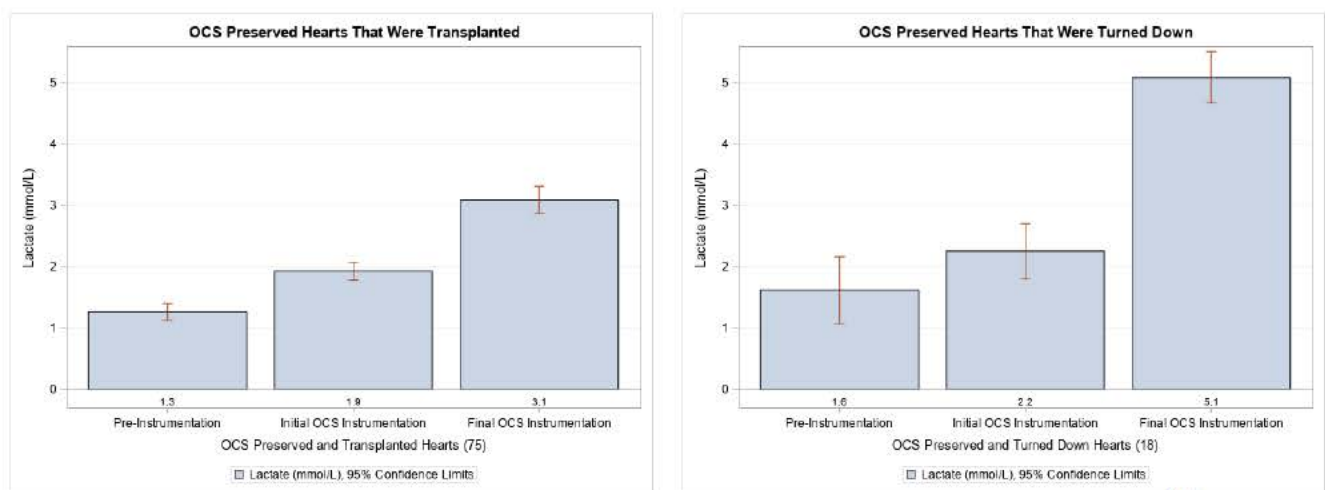 OCS Preserved Hearts That Were Transplanted
5
4
3
2
1
0
Lactate (mmol/L)
1.3 1.9 3.1
Pre-Instrumentation Initial OCS Instrumentation Final OCS Instrumentation
OCS Preserved and Transplanted Hearts (75)
Lactate (mmol/L), 95% Confidence Limits
OCS Preserved Hearts That Were Turned Down
5
4
3
2
1
0
Lactate (mmol/L)
1.6 2.2 5.1
Pre-Instrumentation Initial OCS Instrumentation Final OCS Instrumentation
OCS Preserved and Turned Down Hearts (18)
Lactate (mmol/L), 95% Confidence Limits